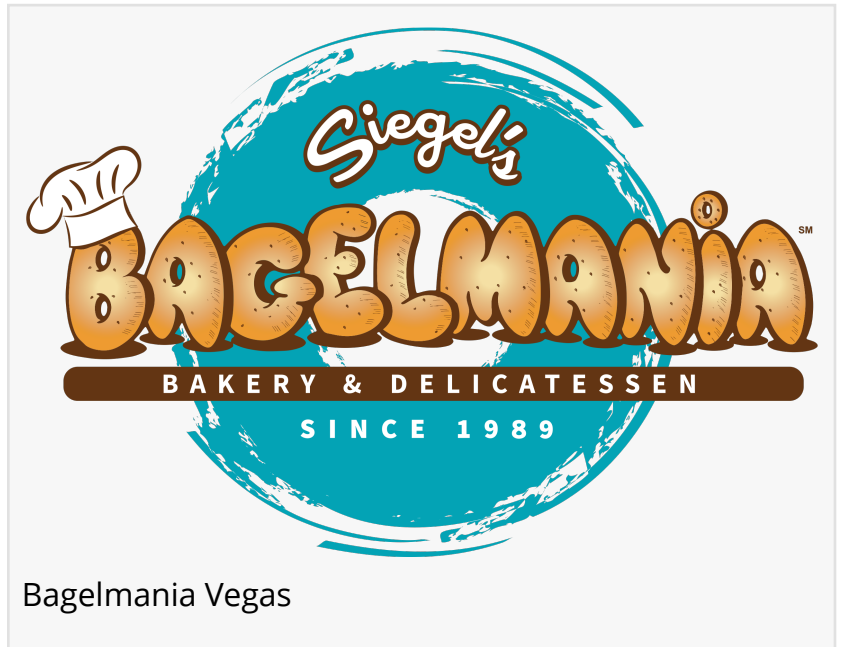 Siegel's
BAGELMANiA SM
BAKERY & DELICATESSEN
SINCE 1989
Bagelmania Vegas